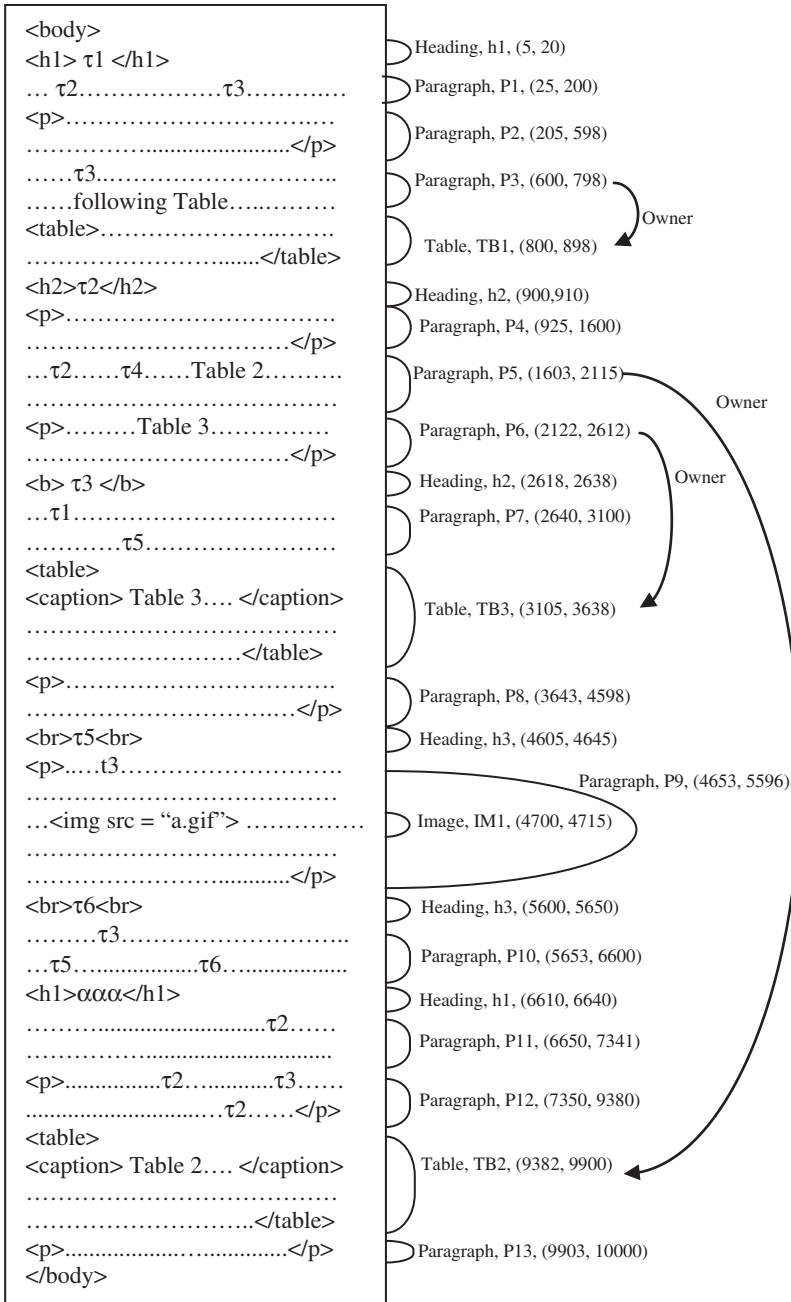 <body>
<h1> τ1 </h1>
Heading, h1, (5, 20)
… τ2………………τ3………..…
Paragraph, P1, (25, 200)
<p>………………………….….
……………........................</p>
Paragraph, P2, (205, 598)
……τ3..………………………..
……following Table…..………
Paragraph, P3, (600, 798)
Owner
<table>…………………..……..
…………………………......</table>
Table, TB1, (800, 898)
<h2>τ2</h2>
Heading, h2, (900,910)
<p>…………………………….
…………………………….</p>
Paragraph, P4, (925, 1600)
…τ2……τ4……Table 2……….
…………………………………
Paragraph, P5, (1603, 2115)
Owner
<p>………Table 3……………
…………………………….</p>
Paragraph, P6, (2122, 2612)
Owner
<b> τ3 </b>
Heading, h2, (2618, 2638)
…τ1……………………………
…………τ5……………………
Paragraph, P7, (2640, 3100)
<table>
<caption> Table 3…. </caption>
…………………………………
………………………</table>
Table, TB3, (3105, 3638)
<p>…………………………….
………………………….…</p>
Paragraph, P8, (3643, 4598)
<br>τ5<br>
Heading, h3, (4605, 4645)
<p>..…t3……………………….
Paragraph, P9, (4653, 5596)
…………………………………
…<img src = “a.gif”> ……………
Image, IM1, (4700, 4715)
…………………………………
……………………............</p>
<br>τ6<br>
Heading, h3, (5600, 5650)
………τ3……………………..
…τ5…..................τ6…..................
Paragraph, P10, (5653, 6600)
<h1>ααα</h1>
Heading, h1, (6610, 6640)
………..............................τ2……
……………...................................
Paragraph, P11, (6650, 7341)
<p>................τ2…...........τ3……
................................…τ2……</p>
Paragraph, P12, (7350, 9380)
<table>
<caption> Table 2…. </caption>
Table, TB2, (9382, 9900)
…………………………………
………………………..</table>
<p>...................…...............</p>
Paragraph, P13, (9903, 10000)
</body>